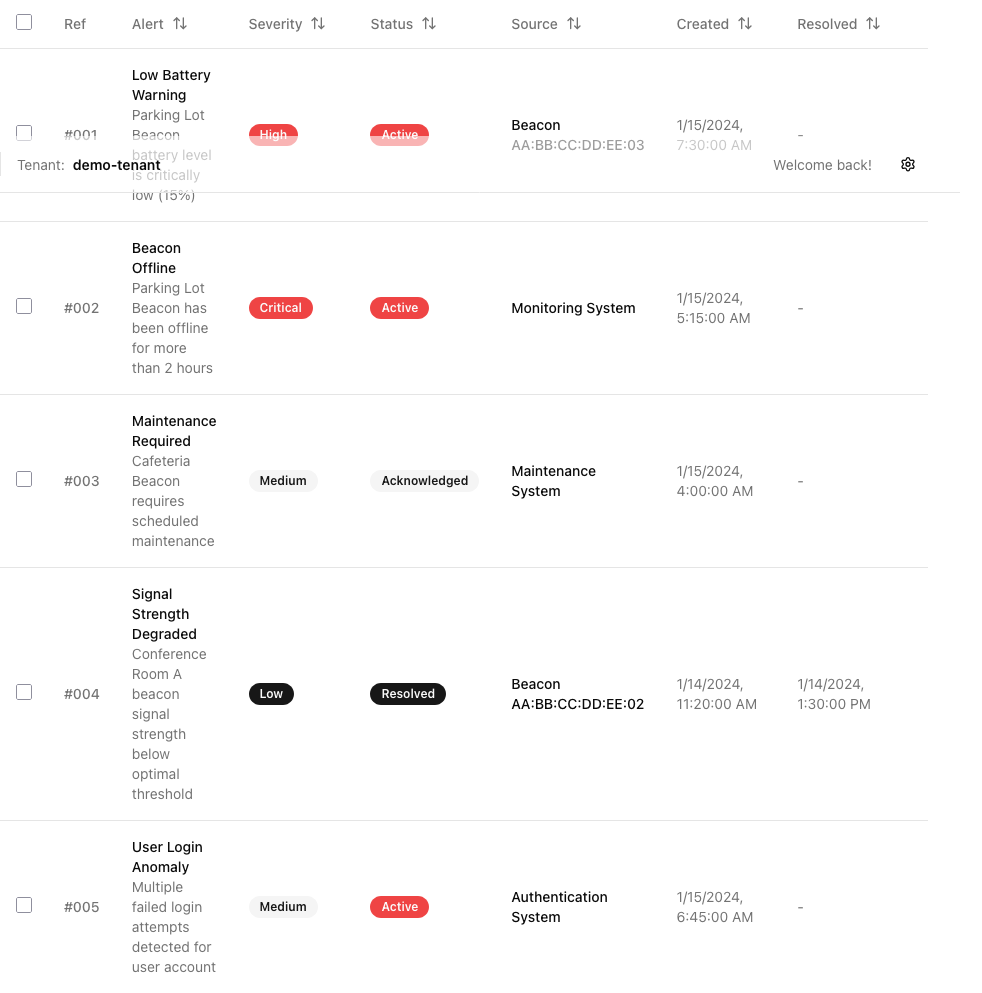 Ref Alert Severity Status Source Created Resolved
Low Battery
Warning
Parking Lot
Beacon
battery level
is critically
low (15%)
#001
High
Active
Beacon
AA:BB:CC:DD:EE:03
1/15/2024,
7:30:00 AM
-
Tenant: demo-tenant
Welcome back!
Beacon
Offline
Parking Lot
Beacon has
been offline
for more
than 2 hours
#002
Critical
Active
Monitoring System
1/15/2024,
5:15:00 AM
-
Maintenance
Required
Cafeteria
Beacon
requires
scheduled
maintenance
#003
Medium
Acknowledged
Maintenance
System
1/15/2024,
4:00:00 AM
-
Signal
Strength
Degraded
Conference
Room A
beacon
signal
strength
below
optimal
threshold
#004
Low
Resolved
Beacon
AA:BB:CC:DD:EE:02
1/14/2024,
11:20:00 AM
1/14/2024,
1:30:00 PM
User Login
Anomaly
Multiple
failed login
attempts
detected for
user account
#005
Medium
Active
Authentication
System
1/15/2024,
6:45:00 AM
-